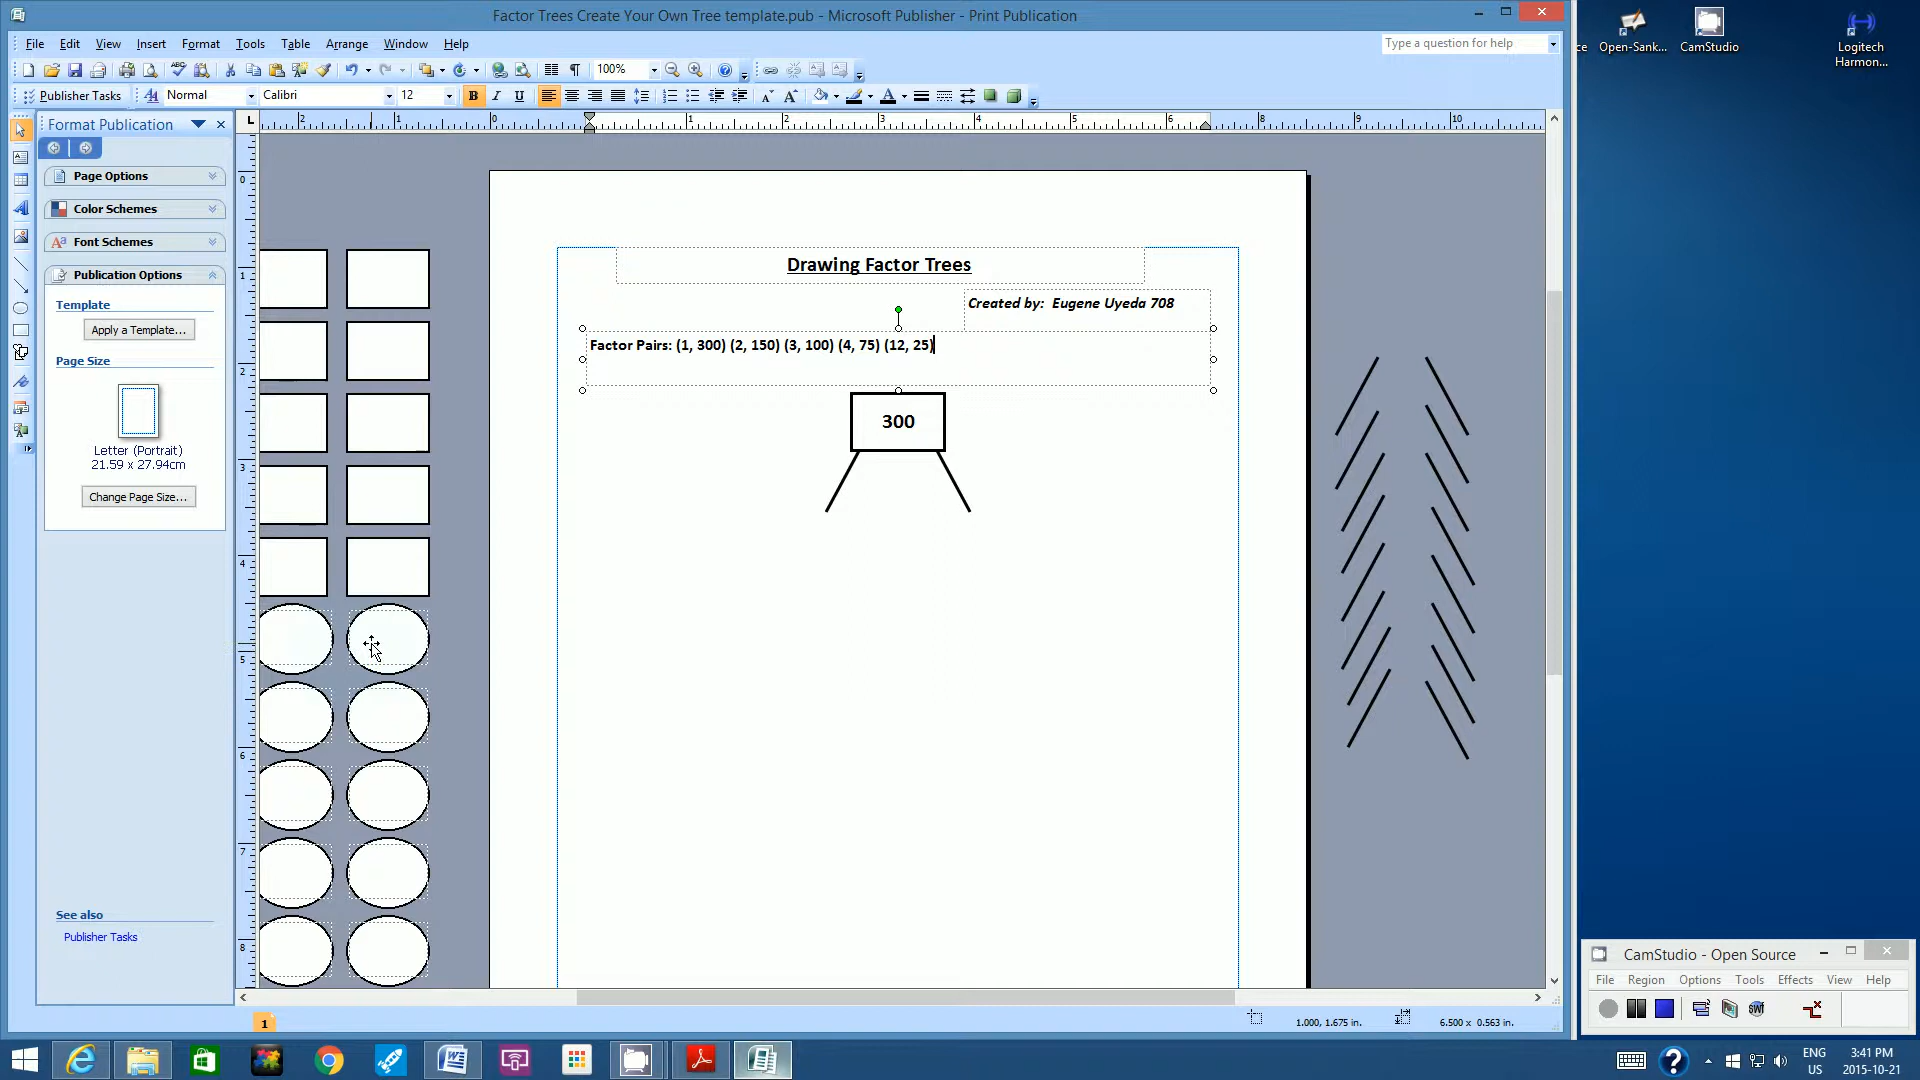 Factor Trees Create Your Own Tree template.pub - Microsoft Publisher - Print Publication
File Edit View Insert Format Tools Table Arrange Window Help
Type a question for help
100%
Publisher Tasks
Normal
Calibri
12
B I U
Format Publication
Page Options
Color Schemes
Font Schemes
Publication Options
Template
Apply a Template...
Page Size
Letter (Portrait)
21.59 x 27.94cm
Change Page Size...
See also
Publisher Tasks
Drawing Factor Trees
Created by: Eugene Uyeda 708
Factor Pairs: (1, 300) (2, 150) (3, 100) (4, 75) (12, 25)
300
1
1.000, 1.675 in.
6.500 x 0.563 in.
Open-Sank...
CamStudio
Logitech
Harmon...
CamStudio - Open Source
File Region Options Tools Effects View Help
ENG
US
3:41 PM
2015-10-21